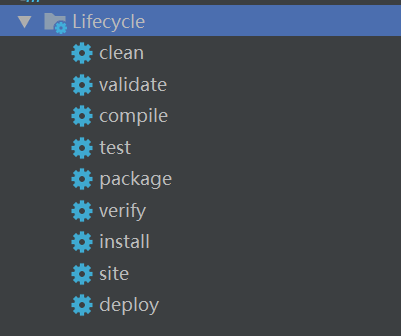 Lifecycle
clean
validate
compile
test
package
verify
install
site
deploy